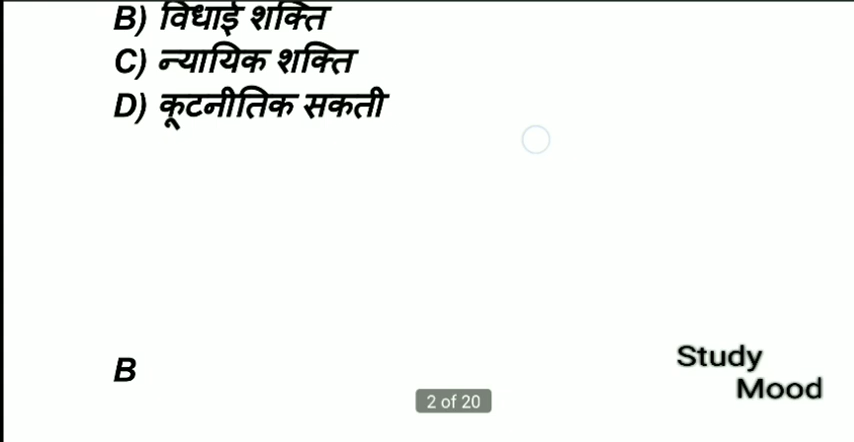 B) विधाई शक्ति
C) न्यायिक शक्ति
D) कूटनीतिक सकती
B
Study
Mood
2 of 20